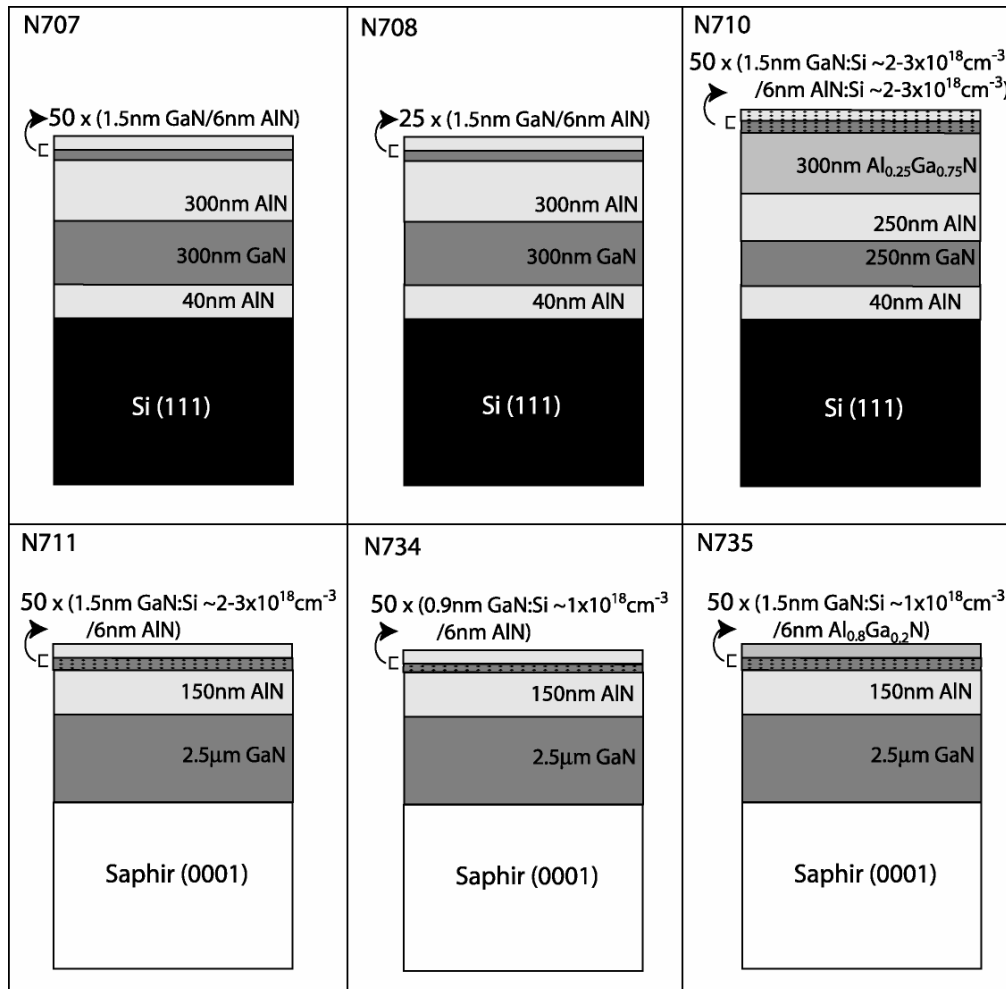 N707
50 x (1.5nm GaN/6nm AlN)
300nm AlN
300nm GaN
40nm AlN
Si (111)
N708
25 x (1.5nm GaN/6nm AlN)
300nm AlN
300nm GaN
40nm AlN
Si (111)
N710
50 x (1.5nm GaN:Si ~2-3x10¹⁸cm⁻³
/6nm AlN:Si ~2-3x10¹⁸cm⁻³)
300nm Al₀.₂₅Ga₀.₇₅N
250nm AlN
250nm GaN
40nm AlN
Si (111)
N711
50 x (1.5nm GaN:Si ~2-3x10¹⁸cm⁻³
/6nm AlN)
150nm AlN
2.5μm GaN
Saphir (0001)
N734
50 x (0.9nm GaN:Si ~1x10¹⁸cm⁻³
/6nm AlN)
150nm AlN
2.5μm GaN
Saphir (0001)
N735
50 x (1.5nm GaN:Si ~1x10¹⁸cm⁻³
/6nm Al₀.₈Ga₀.₂N)
150nm AlN
2.5μm GaN
Saphir (0001)